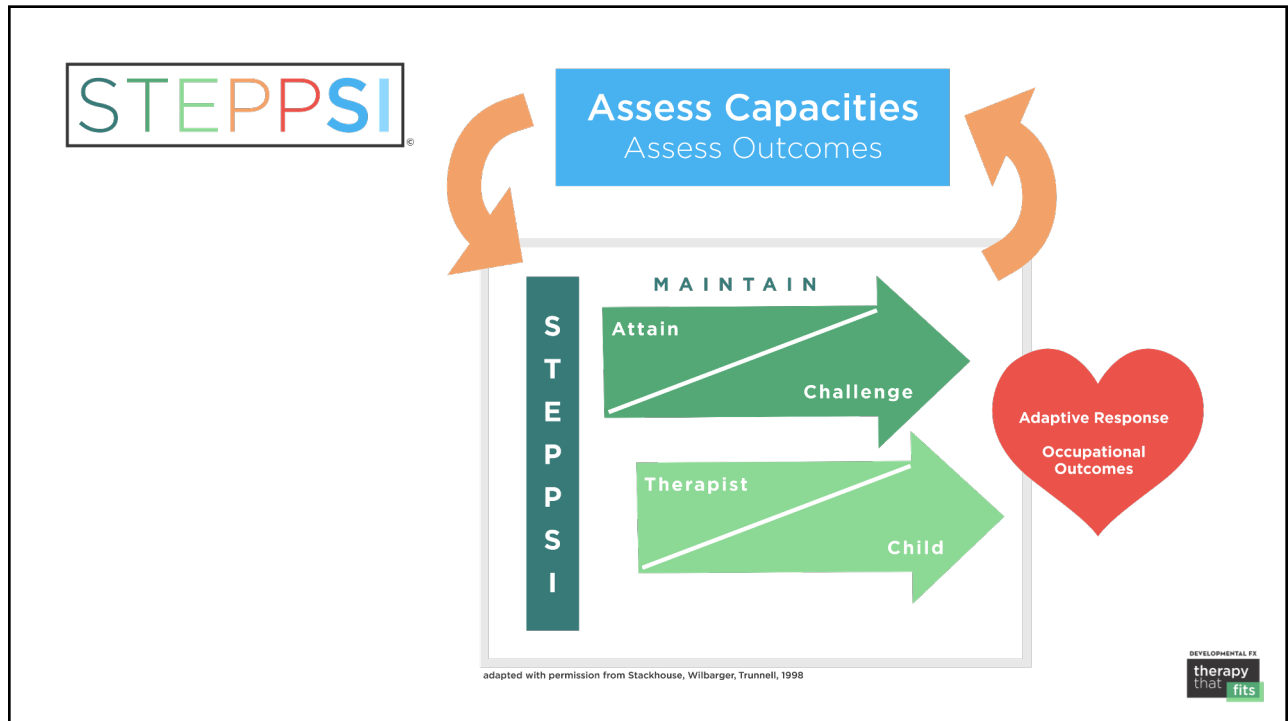 STEPPSI
©
Assess Capacities
Assess Outcomes
STEPPSI
MAINTAIN
Attain
Challenge
Therapist
Child
Adaptive Response
Occupational
Outcomes
adapted with permission from Stackhouse, Wilbarger, Trunnell, 1998
DEVELOPMENTAL FX
therapy
that fits